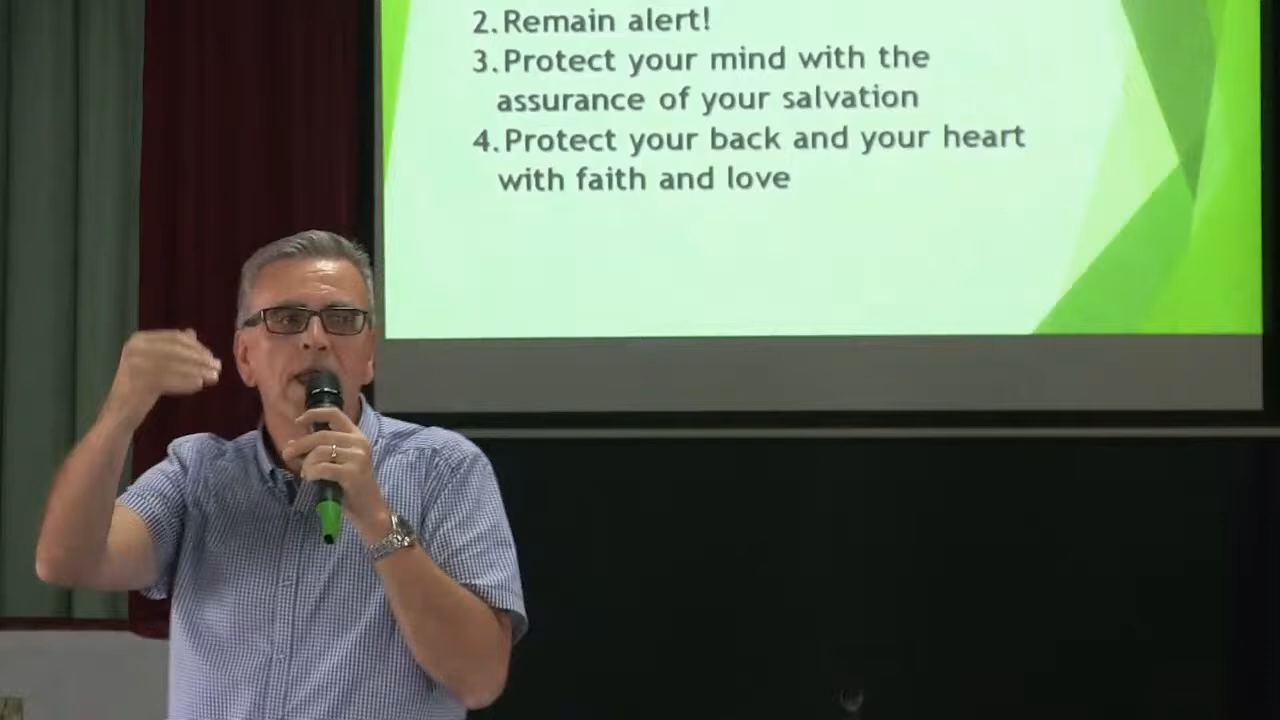 2. Remain alert!
3. Protect your mind with the
assurance of your salvation
4. Protect your back and your heart
with faith and love